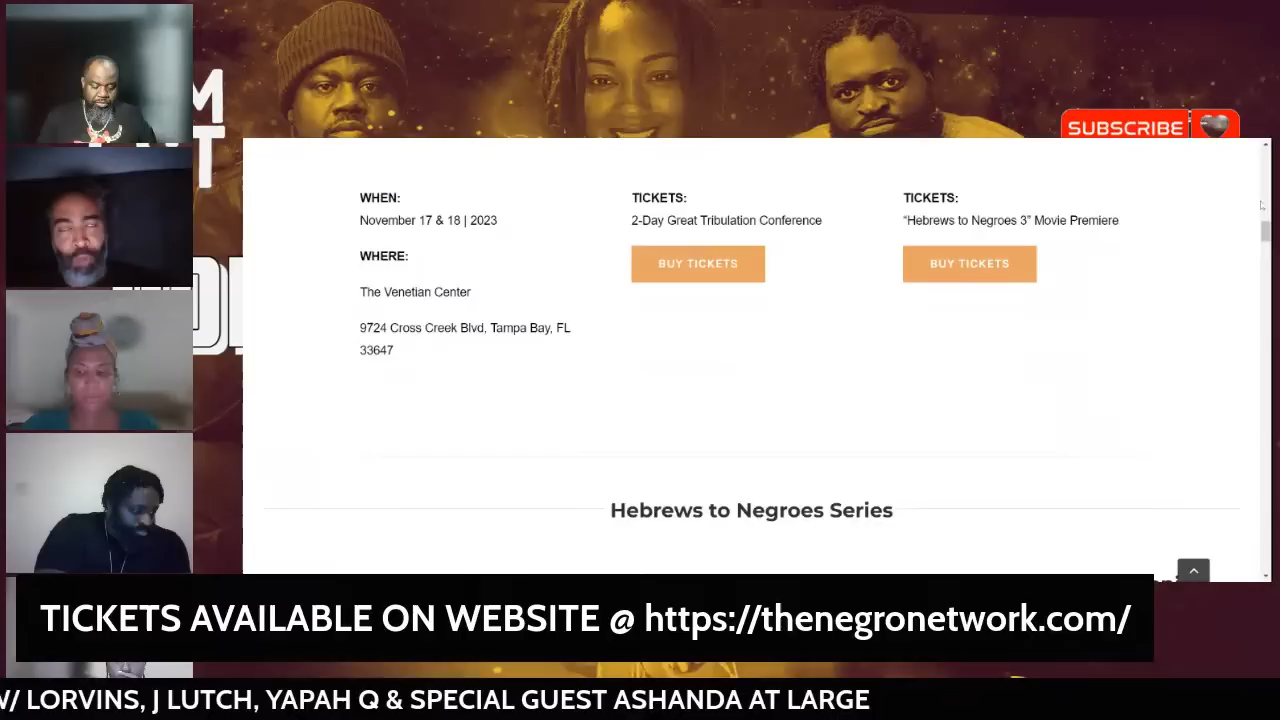 M
T
SUBSCRIBE
WHEN:
November 17 & 18 | 2023
WHERE:
The Venetian Center
9724 Cross Creek Blvd, Tampa Bay, FL
33647
TICKETS:
2-Day Great Tribulation Conference
BUY TICKETS
TICKETS:
“Hebrews to Negroes 3” Movie Premiere
BUY TICKETS
Hebrews to Negroes Series
TICKETS AVAILABLE ON WEBSITE @ https://thenegronetwork.com/
W/ LORVINS, J LUTCH, YAPAH Q & SPECIAL GUEST ASHANDA AT LARGE